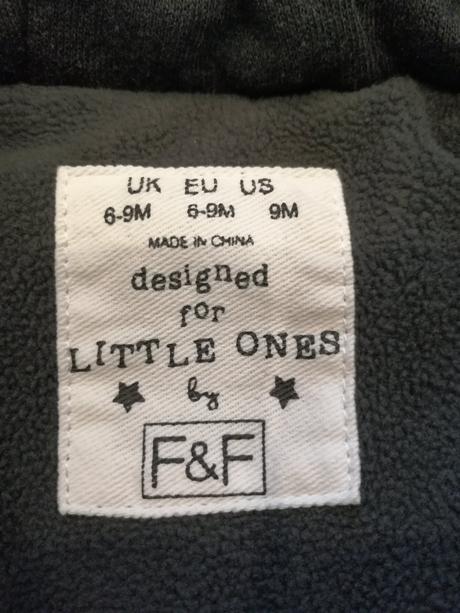 UK EU US
6-9M 6-9M 9M
MADE IN CHINA
designed
for
LITTLE ONES
by
F&F